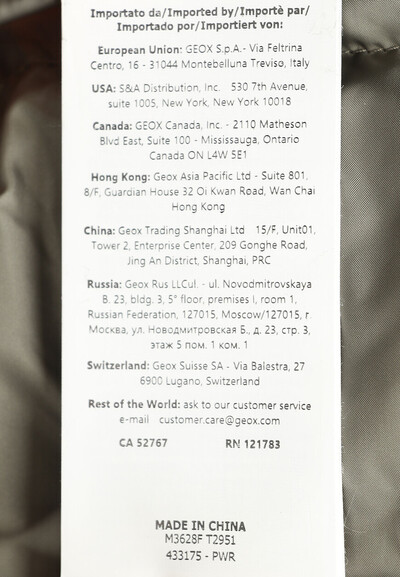 Importato da/Imported by/Importè par/
Importado por/Importiert von:
European Union: GEOX S.p.A.- Via Feltrina
Centro, 16 - 31044 Montebelluna Treviso, Italy
USA: S&A Distribution, Inc. 530 7th Avenue,
suite 1005, New York, New York 10018
Canada: GEOX Canada, Inc. - 2110 Matheson
Blvd East, Suite 100 - Mississauga, Ontario
Canada ON L4W 5E1
Hong Kong: Geox Asia Pacific Ltd - Suite 801,
8/F, Guardian House 32 Oi Kwan Road, Wan Chai
Hong Kong
China: Geox Trading Shanghai Ltd 15/F, Unit01,
Tower 2, Enterprise Center, 209 Gonghe Road,
Jing An District, Shanghai, PRC
Russia: Geox Rus LLCul. - ul. Novodmitrovskaya
B. 23, bldg. 3, 5° floor, premises I, room 1,
Russian Federation, 127015, Moscow/127015, г.
Москва, ул. Новодмитровская Б., д. 23, стр. 3,
этаж 5 пом. 1 ком. 1
Switzerland: Geox Suisse SA - Via Balestra, 27
6900 Lugano, Switzerland
Rest of the World: ask to our customer service
e-mail customer.care@geox.com
CA 52767 RN 121783
MADE IN CHINA
M3628F T2951
433175 - PWR